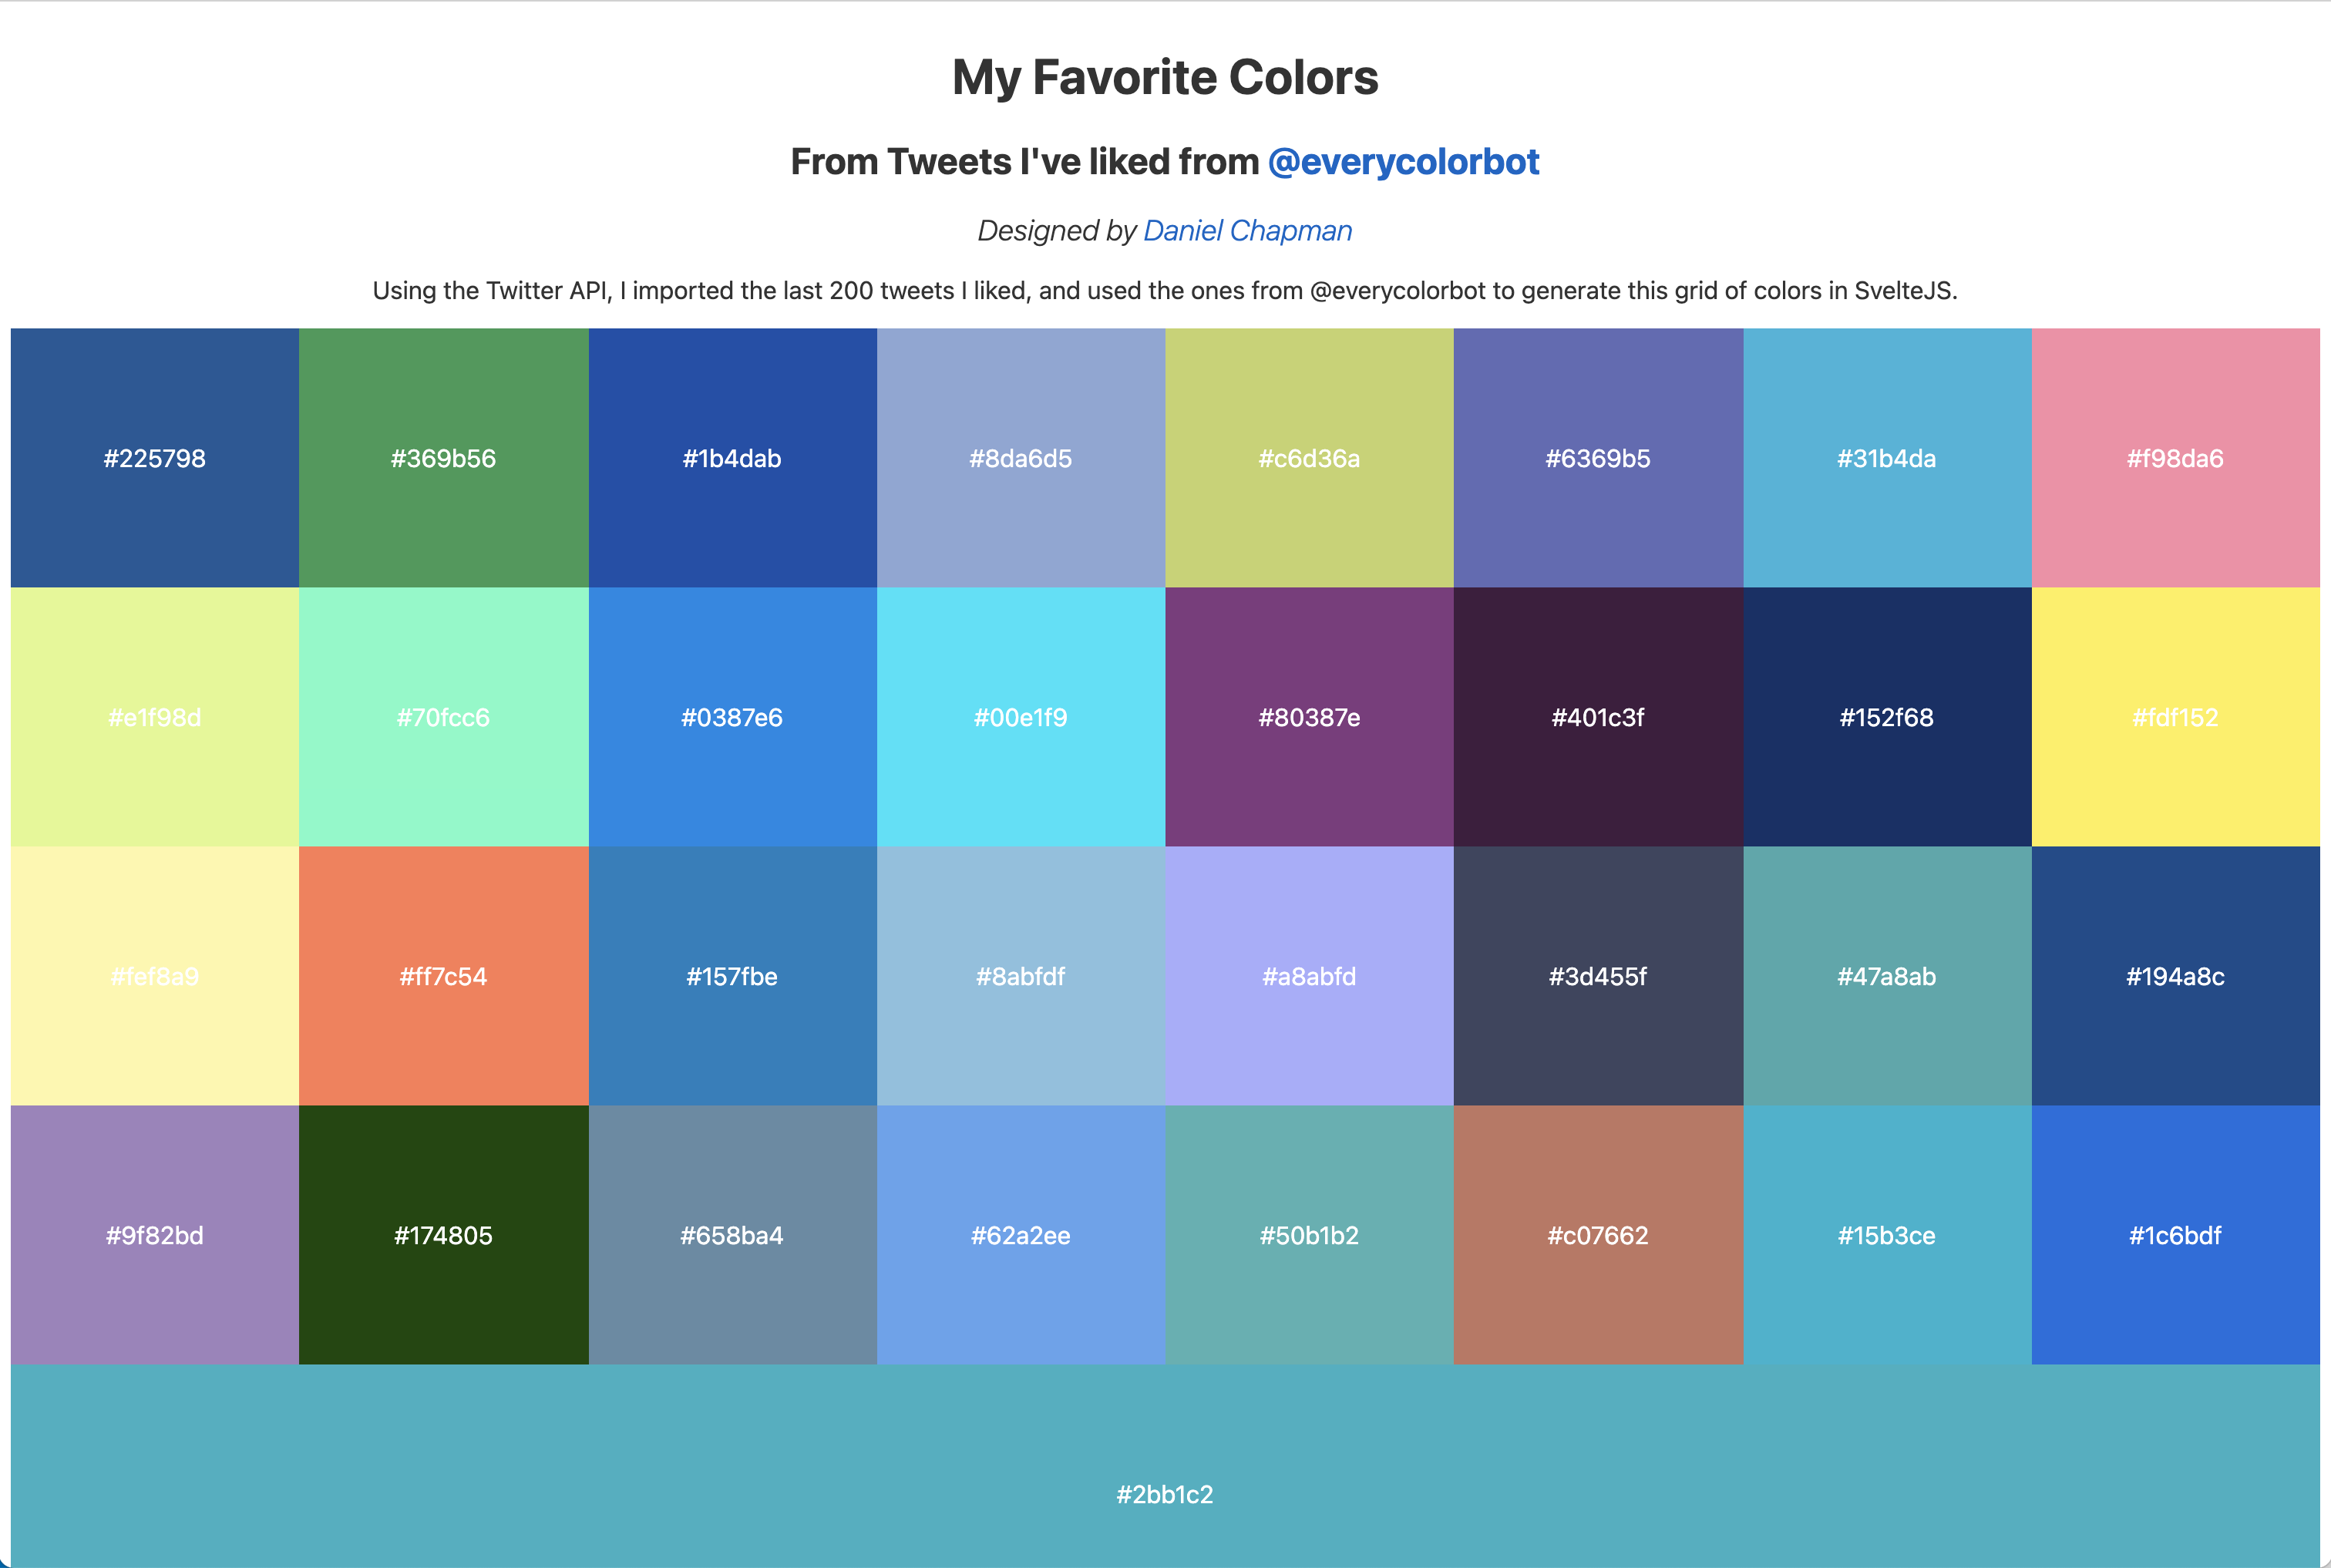 My Favorite Colors
From Tweets I've liked from @everycolorbot
Designed by Daniel Chapman
Using the Twitter API, I imported the last 200 tweets I liked, and used the ones from @everycolorbot to generate this grid of colors in SvelteJS.
#225798 #369b56 #1b4dab #8da6d5 #c6d36a #6369b5 #31b4da #f98da6
#e1f98d #70fcc6 #0387e6 #00e1f9 #80387e #401c3f #152f68 #fdf152
#fef8a9 #ff7c54 #157fbe #8abfdf #a8abfd #3d455f #47a8ab #194a8c
#9f82bd #174805 #658ba4 #62a2ee #50b1b2 #c07662 #15b3ce #1c6bdf
#2bb1c2